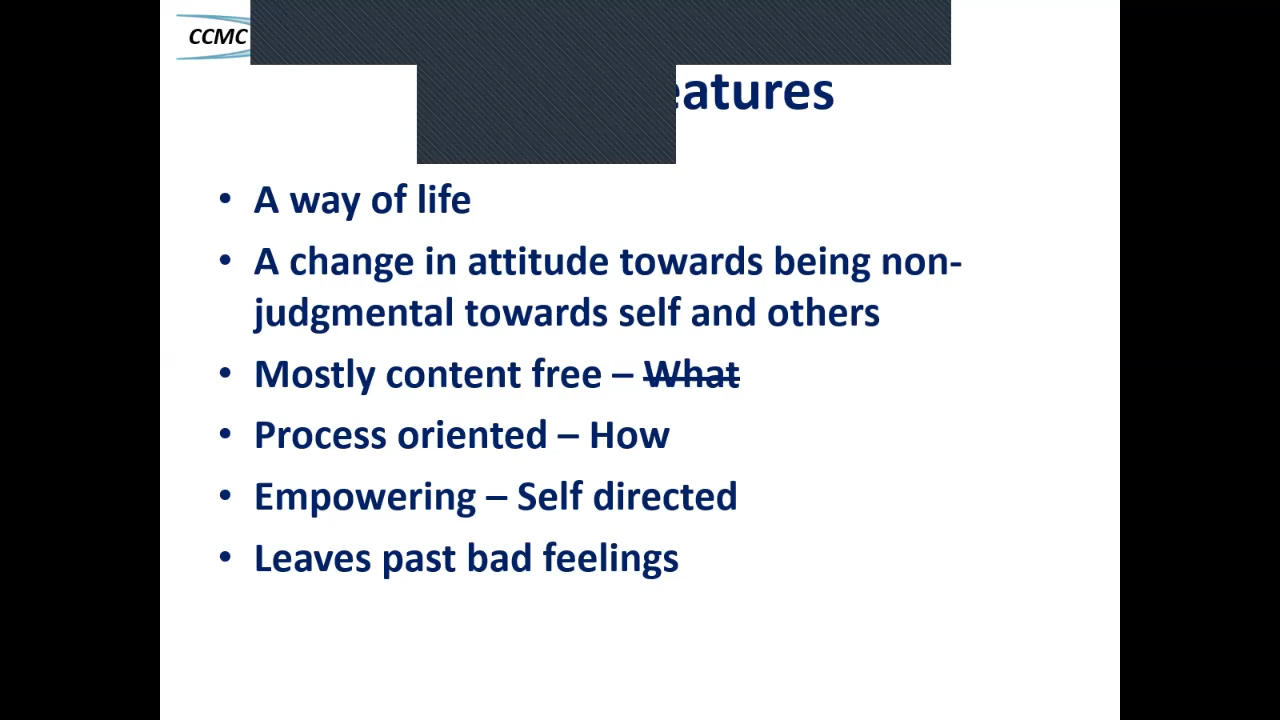 CCMC
eatures
• A way of life
• A change in attitude towards being non-
judgmental towards self and others
• Mostly content free – What
• Process oriented – How
• Empowering – Self directed
• Leaves past bad feelings